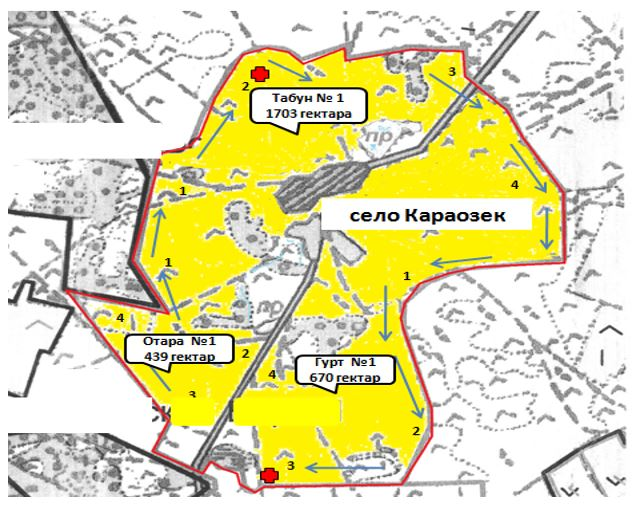 3
2
Табун № 1
1703 гектара
пр
4
1
село Караозек
1
1
4
пр
Отара №1
439 гектар
2
4
Гурт №1
670 гектар
3
2
3